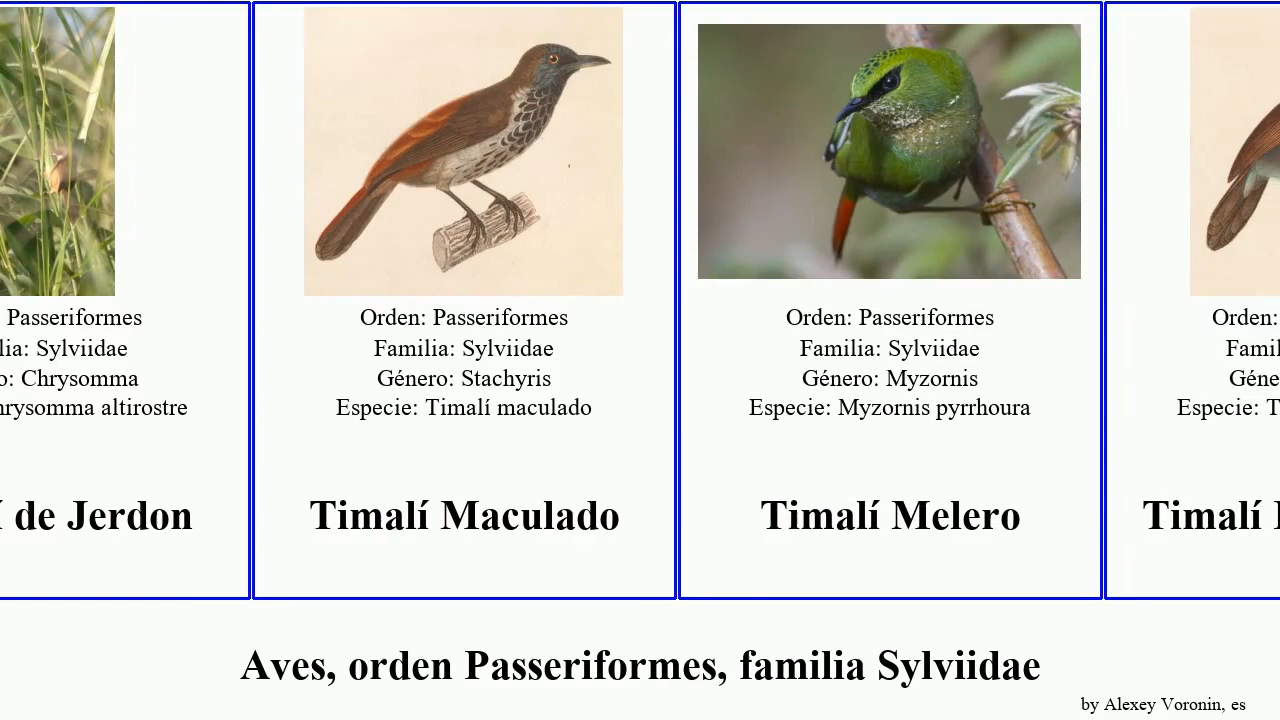 Passeriformes
lia: Sylviidae
o: Chrysomma
hrysomma altirostre
í de Jerdon
Orden: Passeriformes
Familia: Sylviidae
Género: Stachyris
Especie: Timalí maculado
Timalí Maculado
Orden: Passeriformes
Familia: Sylviidae
Género: Myzornis
Especie: Myzornis pyrrhoura
Timalí Melero
Orden:
Famil
Géne
Especie: T
Timalí
Aves, orden Passeriformes, familia Sylviidae
by Alexey Voronin, es